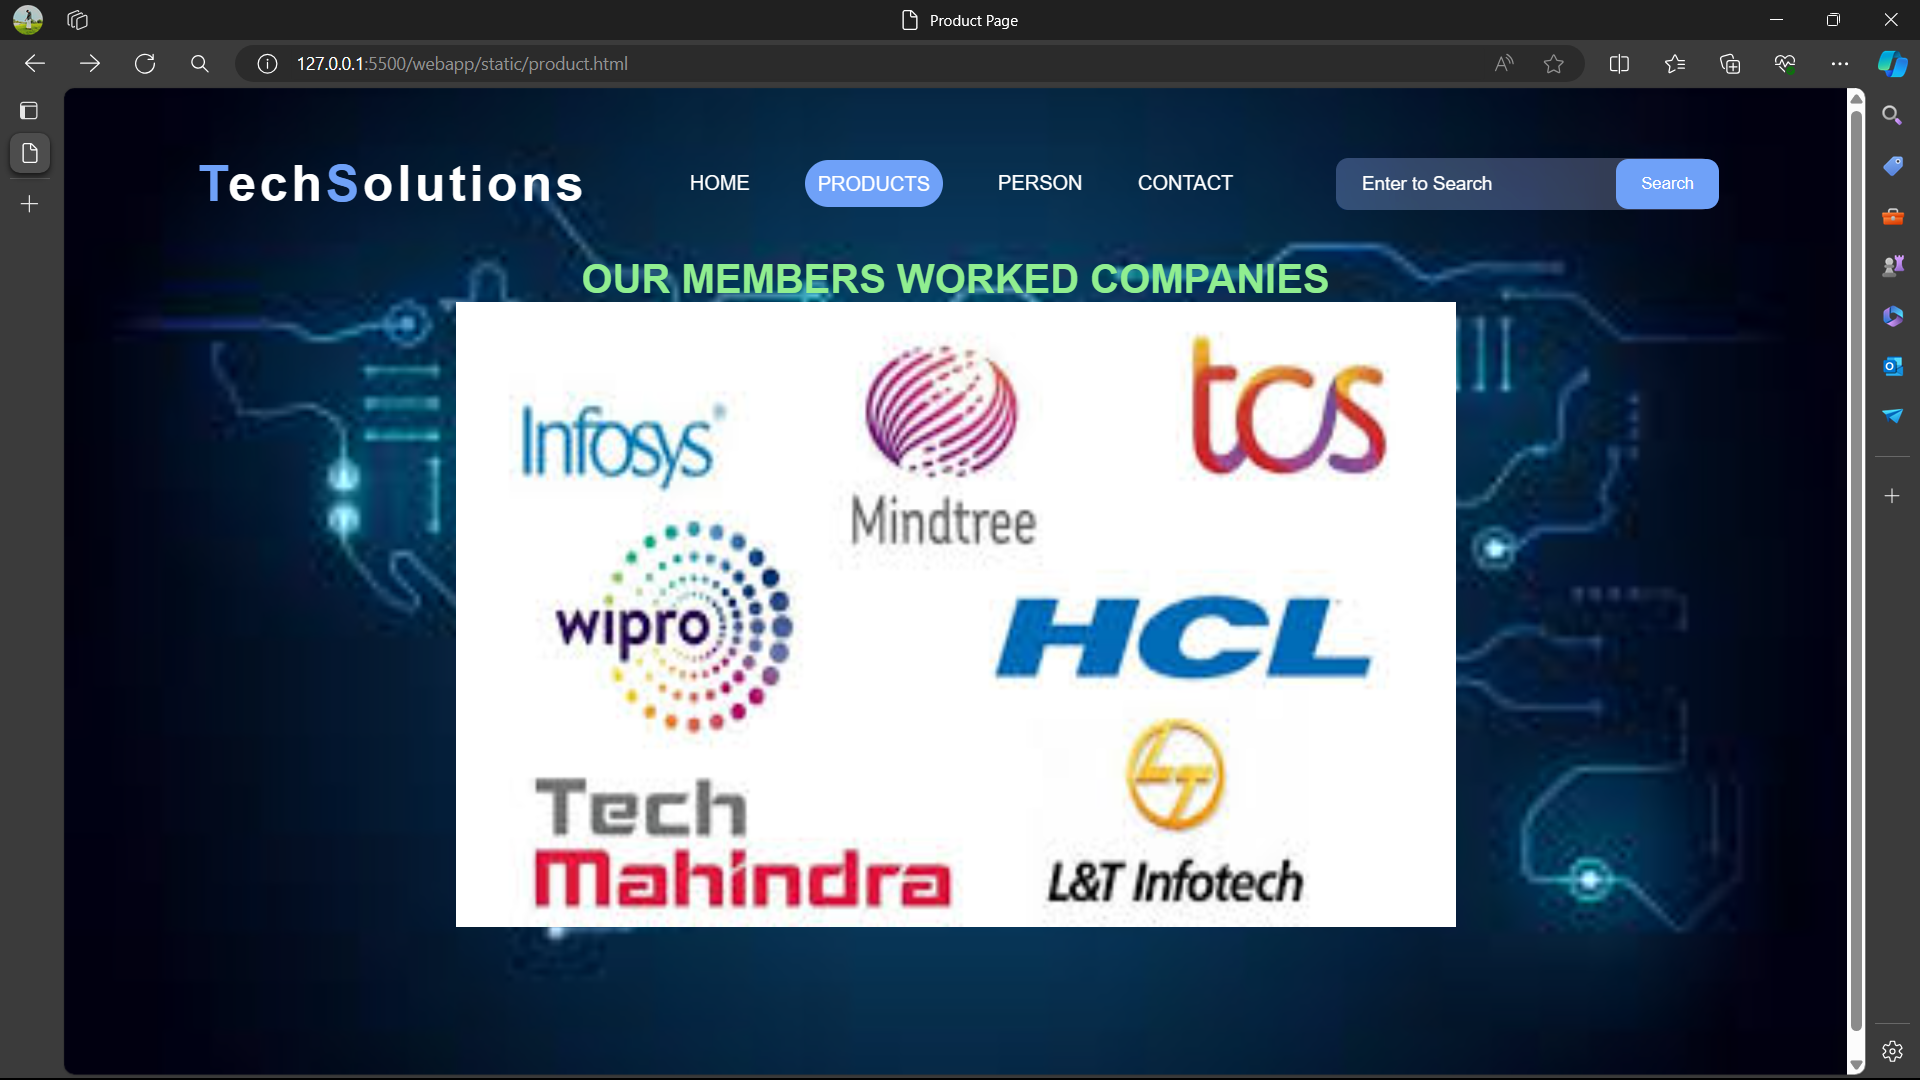 Product Page
127.0.0.1:5500/webapp/static/product.html
TechSolutions
HOME
PRODUCTS
PERSON
CONTACT
Enter to Search
Search
OUR MEMBERS WORKED COMPANIES
Infosys®
Mindtree
tcs
wipro
HCL
Tech
Mahindra
LT
L&T Infotech